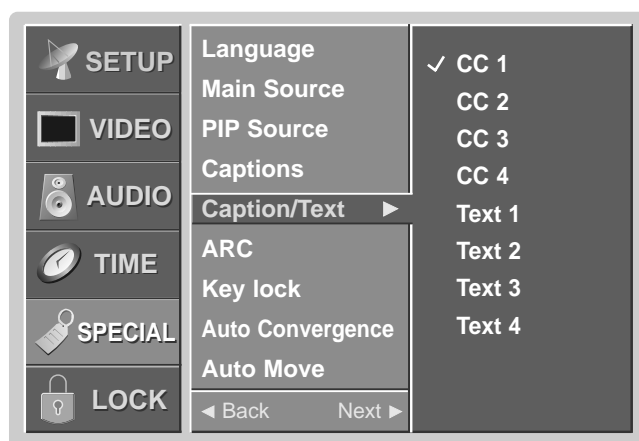 SETUP
VIDEO
AUDIO
TIME
SPECIAL
LOCK
Language
Main Source
PIP Source
Captions
Caption/Text ►
ARC
Key lock
Auto Convergence
Auto Move
◄ Back Next ►
✓ CC 1
CC 2
CC 3
CC 4
Text 1
Text 2
Text 3
Text 4